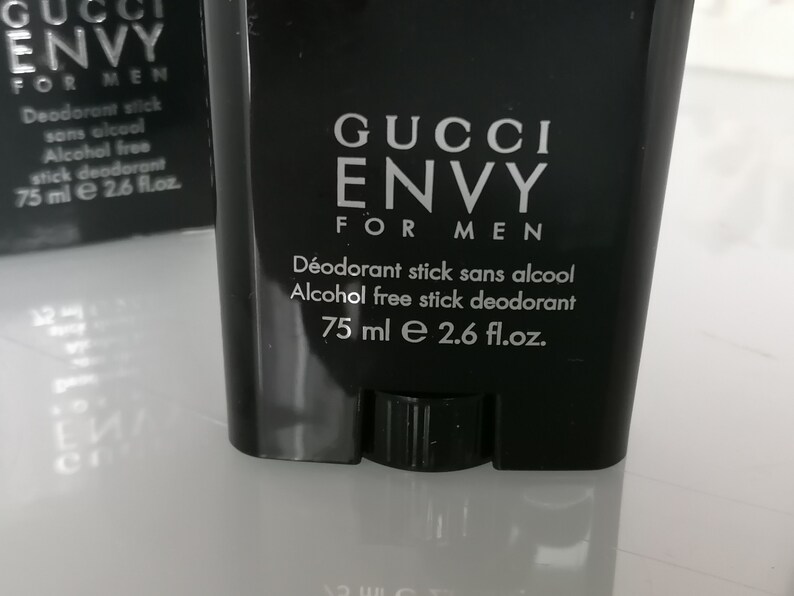 GUCCI
ENVY
FOR MEN
Deodorant stick
sans alcool
Alcohol free
stick deodorant
75 ml e 2.6 fl.oz.
GUCCI
ENVY
FOR MEN
Déodorant stick sans alcool
Alcohol free stick deodorant
75 ml e 2.6 fl.oz.